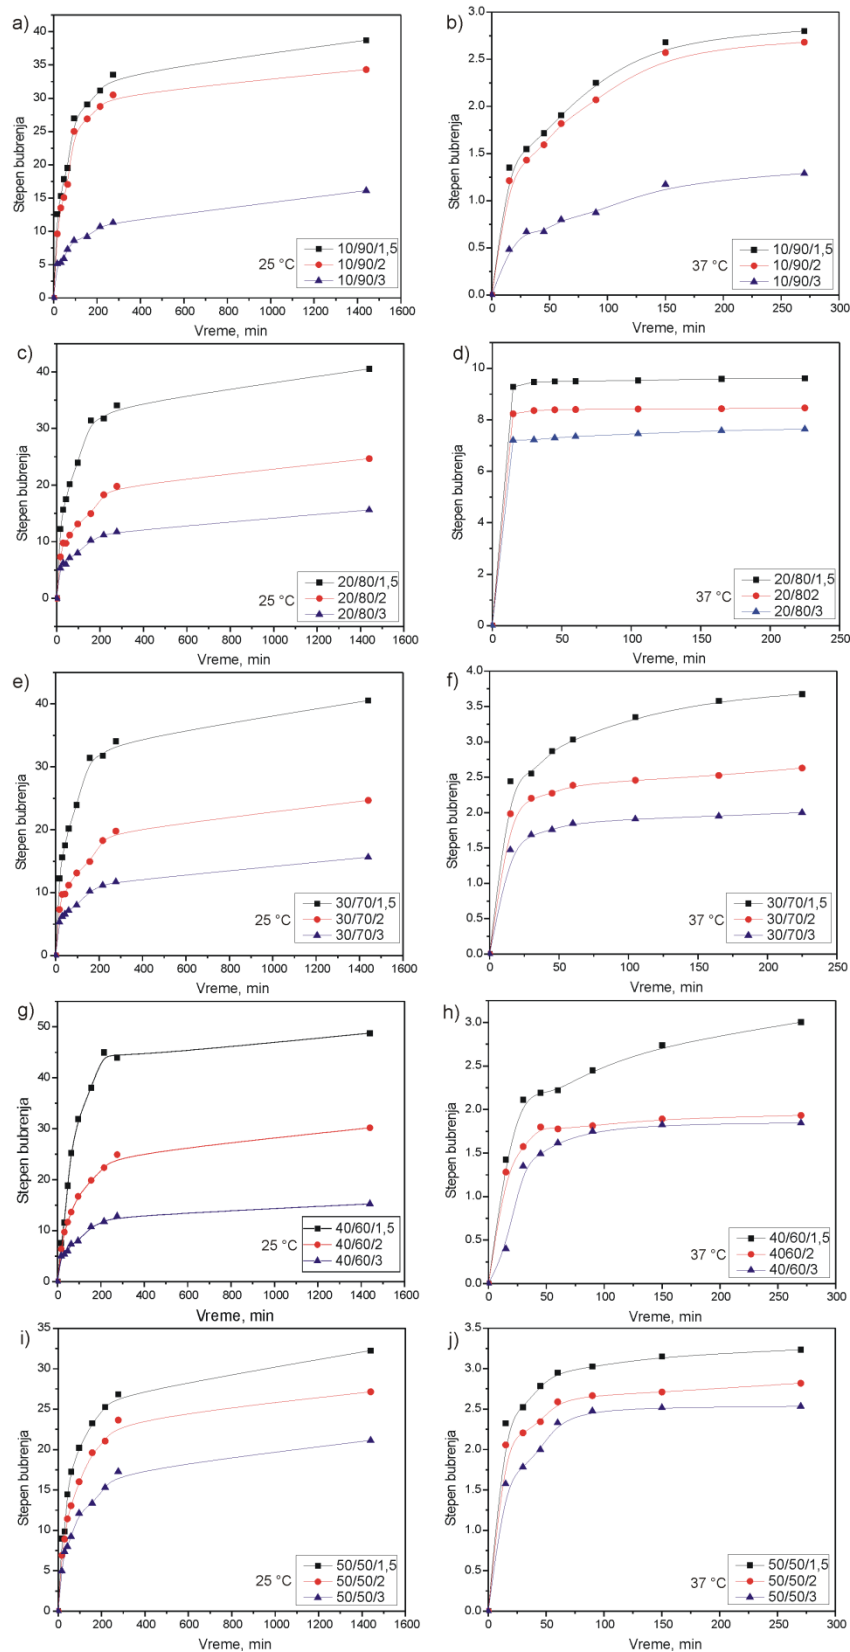 a)
Stepen bubrenja
40
35
30
25
20
15
10
5
0
25 °C
10/90/1,5
10/90/2
10/90/3
0 200 400 600 800 1000 1200 1400 1600
Vreme, min
b)
Stepen bubrenja
3.0
2.5
2.0
1.5
1.0
0.5
0.0
37 °C
10/90/1,5
10/90/2
10/90/3
0 50 100 150 200 250 300
Vreme, min
c)
Stepen bubrenja
40
30
20
10
0
25 °C
20/80/1,5
20/80/2
20/80/3
0 200 400 600 800 1000 1200 1400 1600
Vreme, min
d)
Stepen bubrenja
10
8
6
4
2
0
37 °C
20/80/1,5
20/802
20/80/3
0 50 100 150 200 250
Vreme, min
e)
Stepen bubrenja
40
30
20
10
0
25 °C
30/70/1,5
30/70/2
30/70/3
0 200 400 600 800 1000 1200 1400 1600
Vreme, min
f)
Stepen bubrenja
4.0
3.5
3.0
2.5
2.0
1.5
1.0
0.5
0.0
37 °C
30/70/1,5
30/70/2
30/70/3
0 50 100 150 200 250
Vreme, min
g)
Stepen bubrenja
50
40
30
20
10
0
25 °C
40/60/1,5
40/60/2
40/60/3
0 200 400 600 800 1000 1200 1400 1600
Vreme, min
h)
Stepen bubrenja
3.0
2.5
2.0
1.5
1.0
0.5
0.0
37 °C
40/60/1,5
4060/2
40/60/3
0 50 100 150 200 250 300
Vreme, min
i)
Stepen bubrenja
35
30
25
20
15
10
5
0
25 °C
50/50/1,5
50/50/2
50/50/3
0 200 400 600 800 1000 1200 1400 1600
Vreme, min
j)
Stepen bubrenja
3.5
3.0
2.5
2.0
1.5
1.0
0.5
0.0
37 °C
50/50/1,5
50/50/2
50/50/3
0 50 100 150 200 250 300
Vreme, min